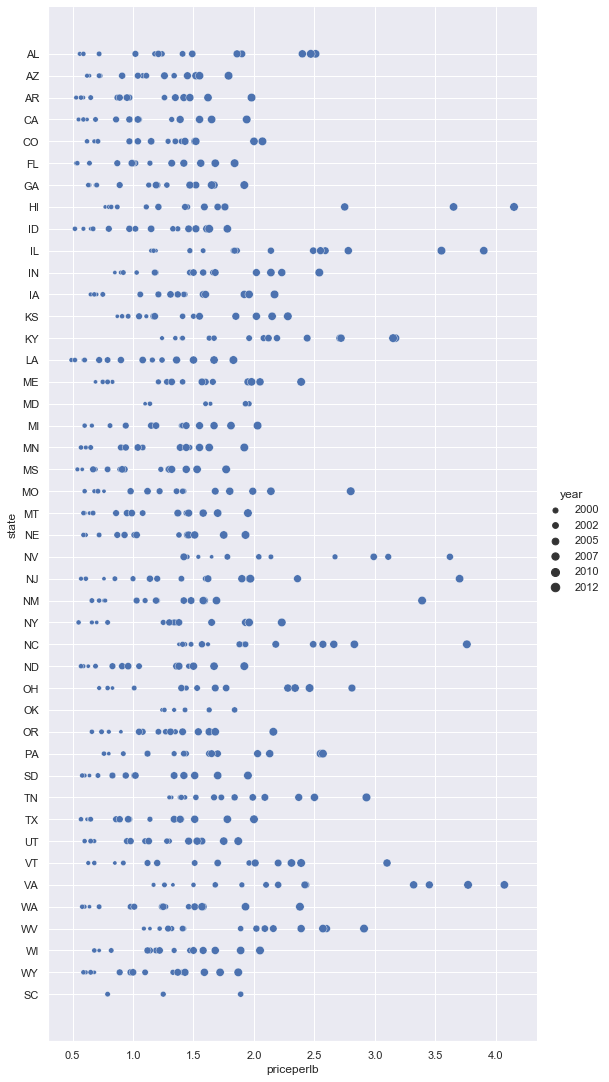 AL
AZ
AR
CA
CO
FL
GA
HI
ID
IL
IN
IA
KS
KY
LA
ME
MD
MI
MN
MS
MO
MT
NE
NV
NJ
NM
NY
NC
ND
OH
OK
OR
PA
SD
TN
TX
UT
VT
VA
WA
WV
WI
WY
SC
state
0.5 1.0 1.5 2.0 2.5 3.0 3.5 4.0
priceperlb
year
2000
2002
2005
2007
2010
2012